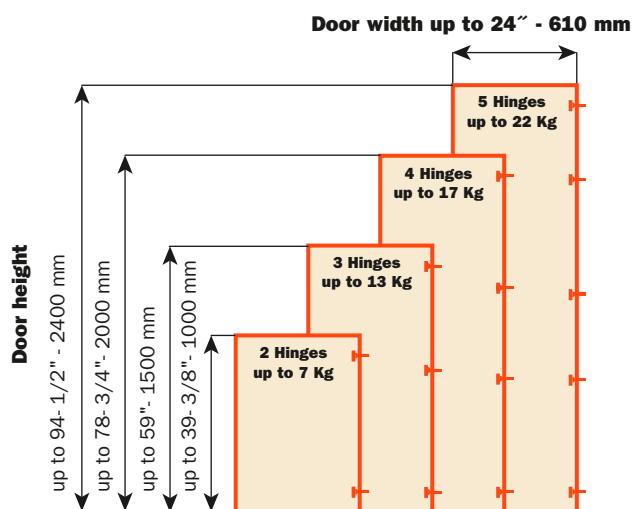 Door width up to 24˝ - 610 mm
5 Hinges
up to 22 Kg
4 Hinges
up to 17 Kg
3 Hinges
up to 13 Kg
2 Hinges
up to 7 Kg
Door height
up to 94- 1/2" - 2400 mm
up to 78- 3/4"- 2000 mm
up to 59"- 1500 mm
up to 39- 3/8"- 1000 mm